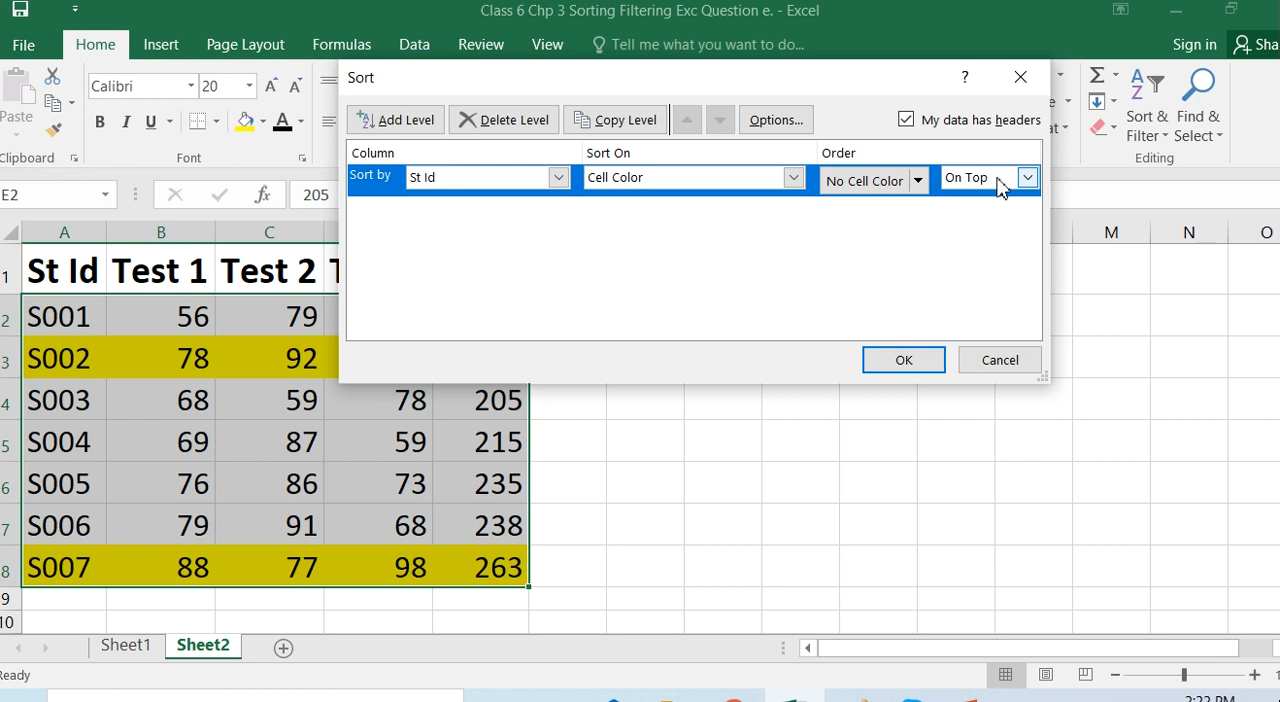 Class 6 Chp 3 Sorting Filtering Exc Question e. - Excel
File Home Insert Page Layout Formulas Data Review View Tell me what you want to do... Sign in Sha
Paste
Calibri 20
B I U A
Clipboard Font
Σ
Sort & Find &
Filter Select
Editing
Sort ?
Add Level Delete Level Copy Level Options... My data has headers
Column Sort On Order
Sort by St Id Cell Color No Cell Color On Top
OK Cancel
E2 fx 205
A B C M N O
1 St Id Test 1 Test 2
2 S001 56 79
3 S002 78 92
4 S003 68 59 78 205
5 S004 69 87 59 215
6 S005 76 86 73 235
7 S006 79 91 68 238
8 S007 88 77 98 263
9
10
Sheet1 Sheet2
Ready
2:22 PM